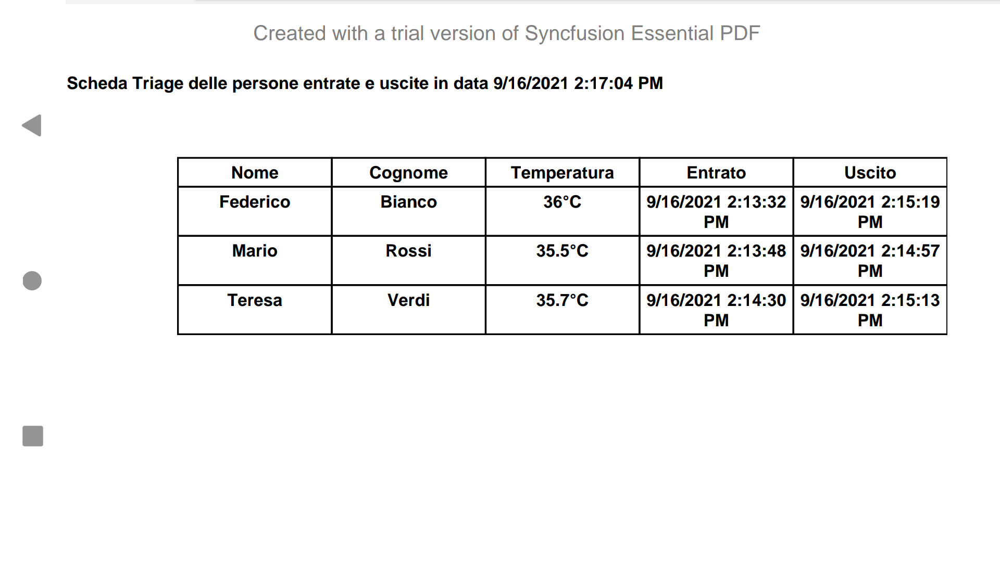 Created with a trial version of Syncfusion Essential PDF
Scheda Triage delle persone entrate e uscite in data 9/16/2021 2:17:04 PM
Nome Cognome Temperatura Entrato Uscito
Federico Bianco 36°C 9/16/2021 2:13:32 PM 9/16/2021 2:15:19 PM
Mario Rossi 35.5°C 9/16/2021 2:13:48 PM 9/16/2021 2:14:57 PM
Teresa Verdi 35.7°C 9/16/2021 2:14:30 PM 9/16/2021 2:15:13 PM